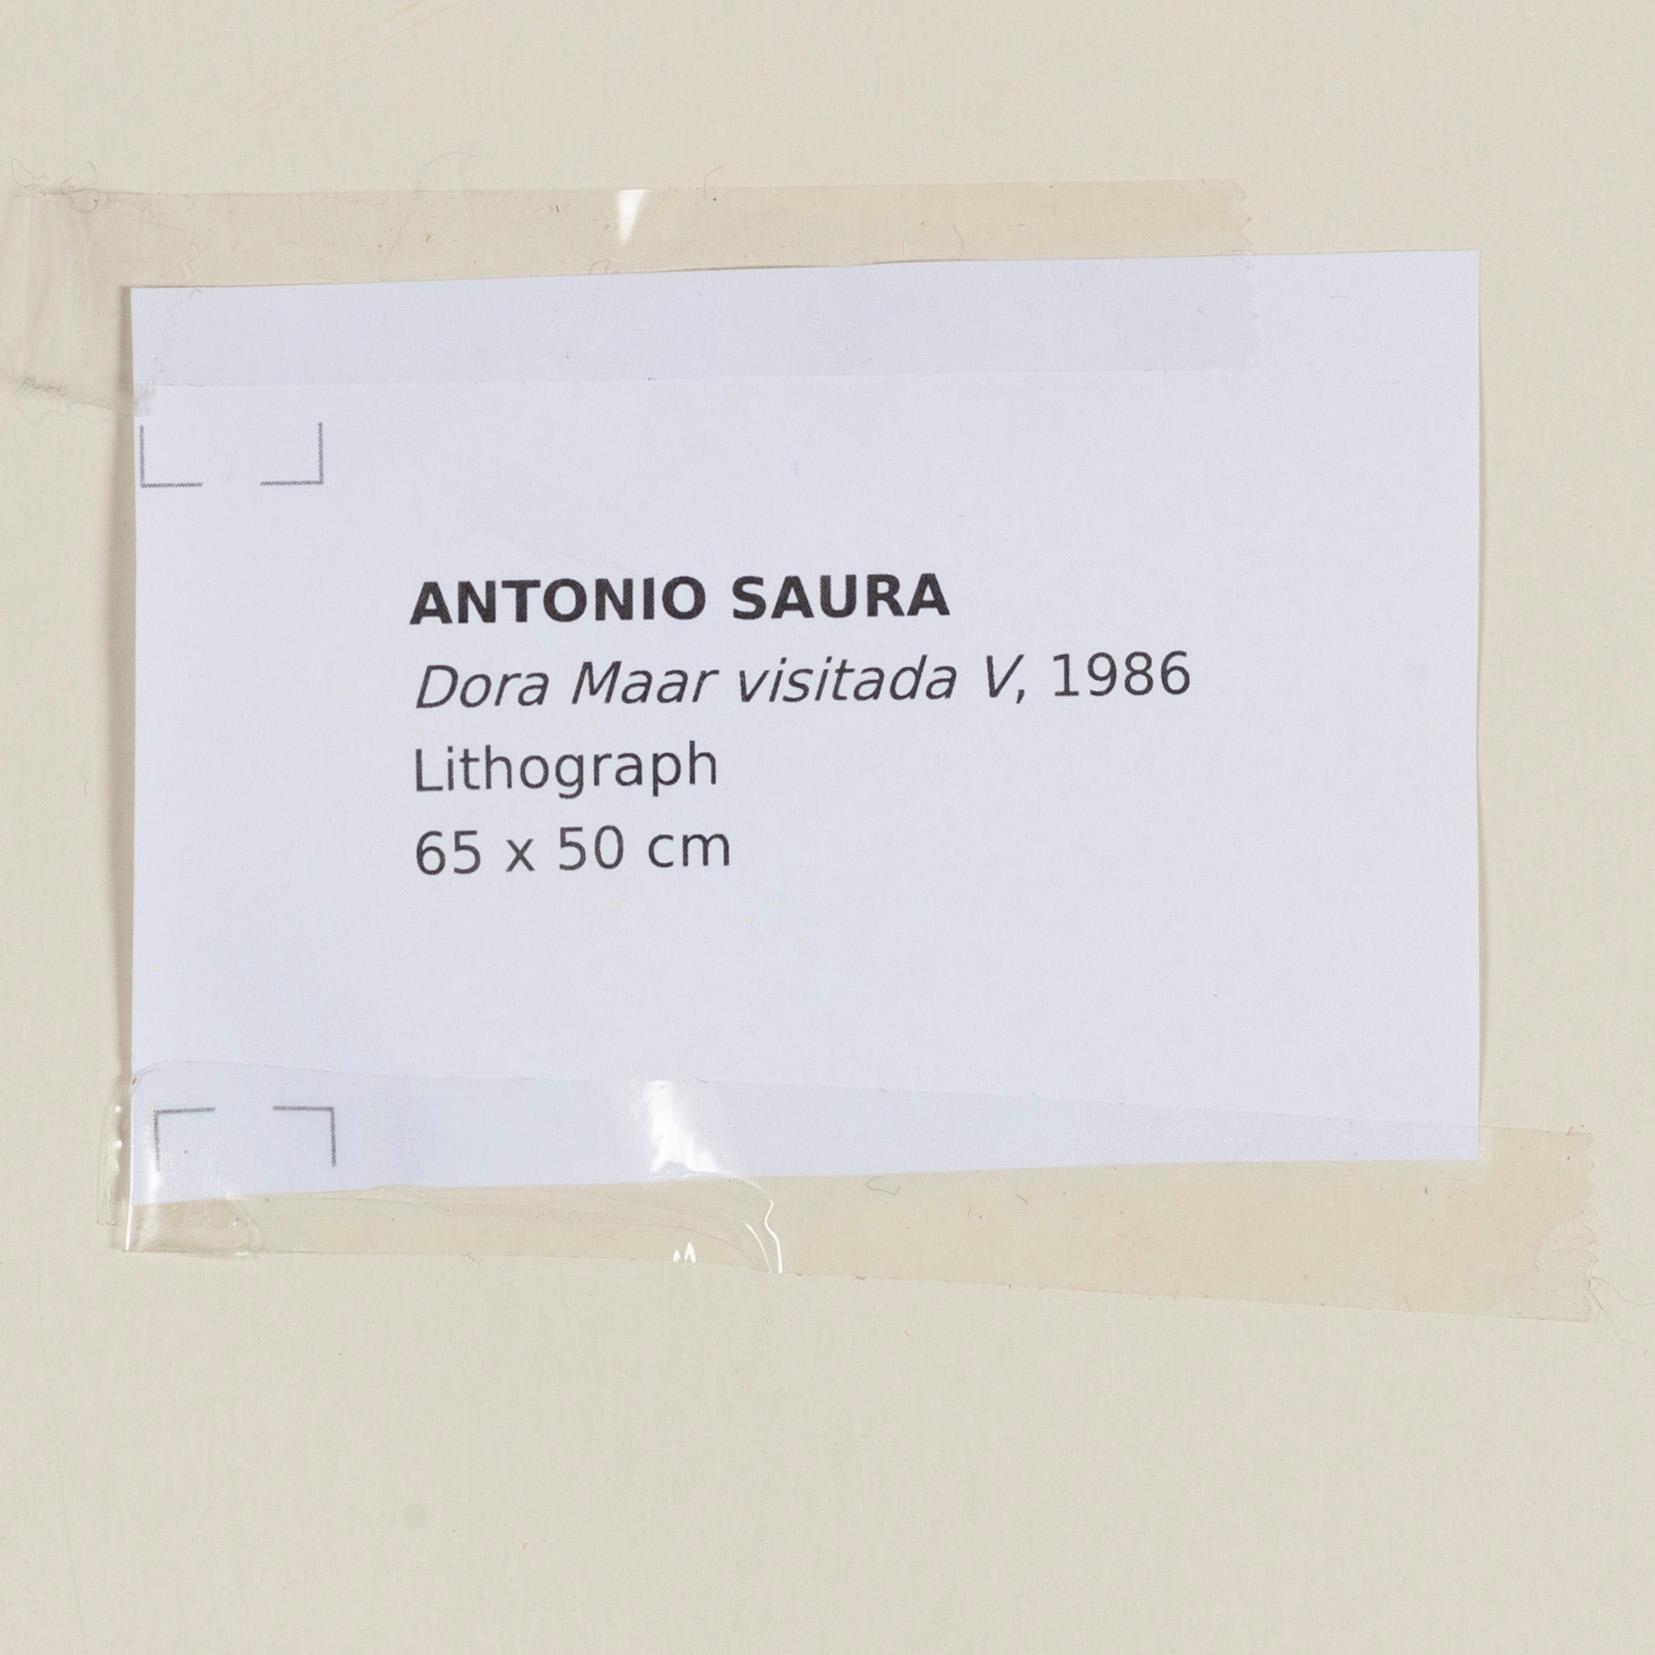 ANTONIO SAURA
Dora Maar visitada V, 1986
Lithograph
65 x 50 cm